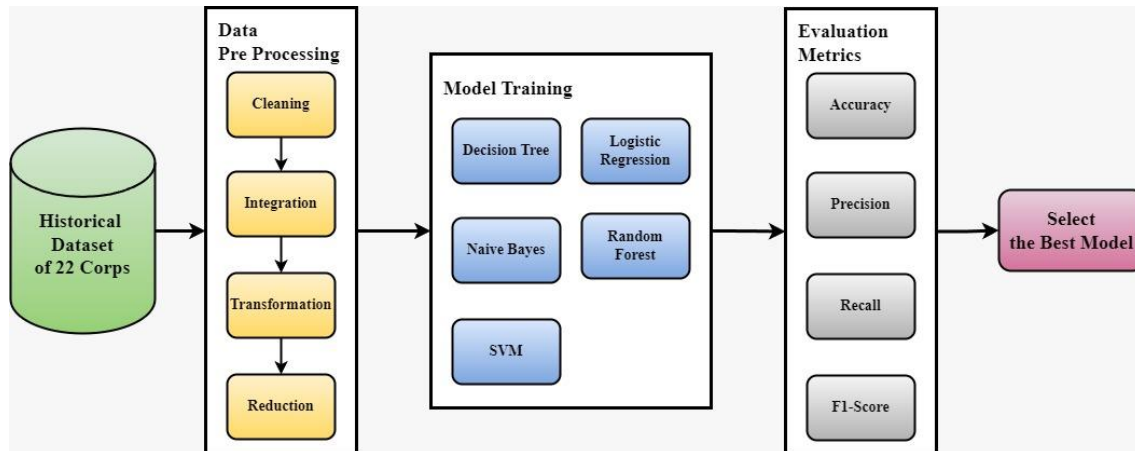 Historical
Dataset
of 22 Corps
Data
Pre Processing
Cleaning
Integration
Transformation
Reduction
Model Training
Decision Tree
Logistic
Regression
Naive Bayes
Random
Forest
SVM
Evaluation
Metrics
Accuracy
Precision
Recall
F1-Score
Select
the Best Model